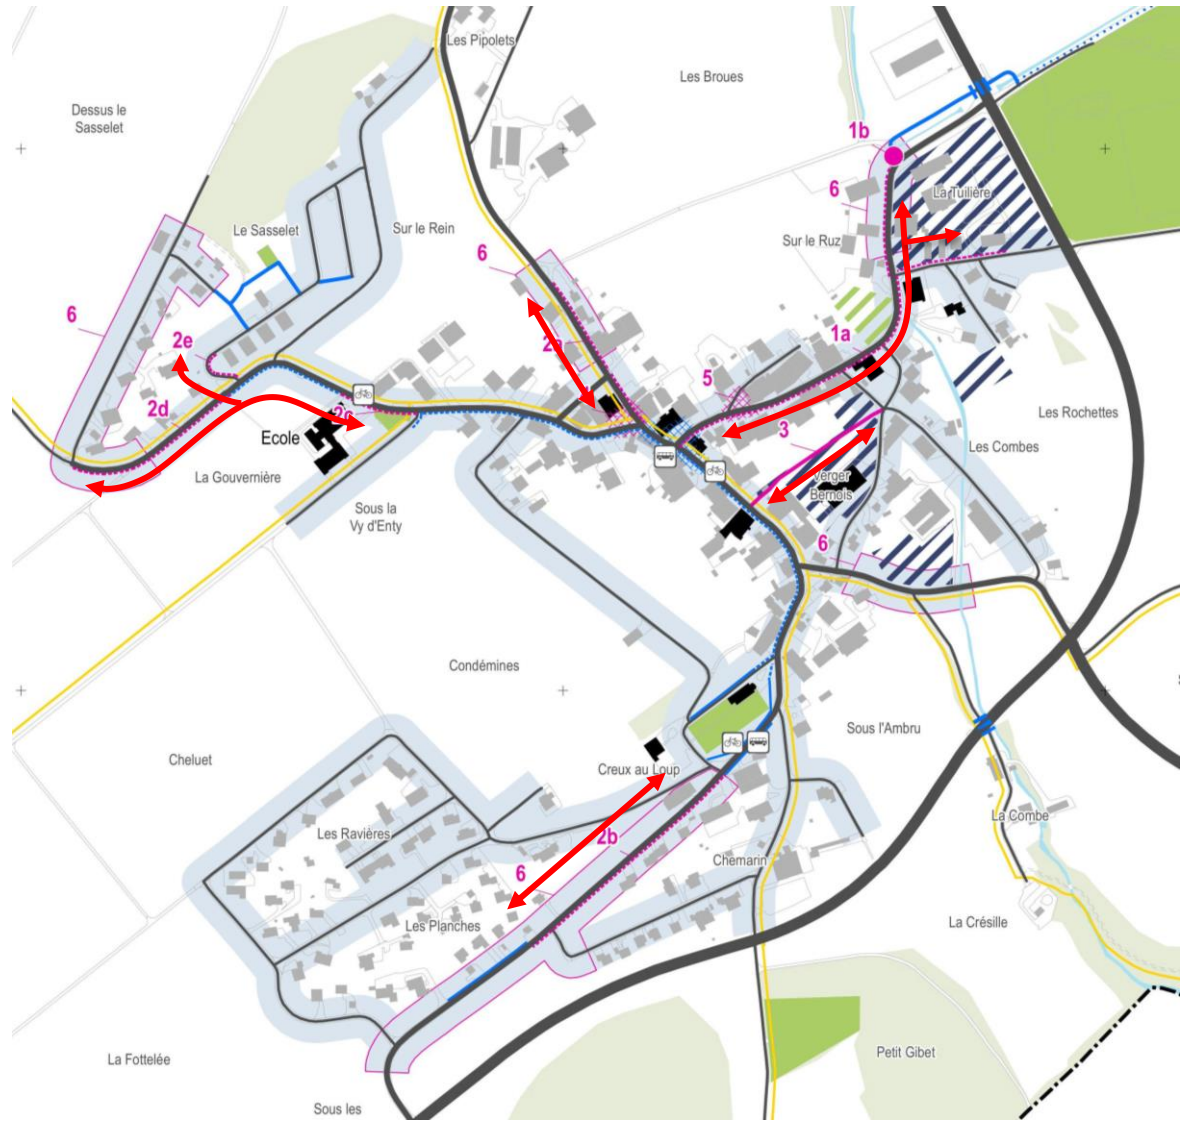 Les Pipolets
Les Broues
Dessus le
Sasselet
1b
6
La Tuilière
Le Sasselet
Sur le Rein
Sur le Ruz
6
6
2e
1a
5
2d
Ecole
Les Rochettes
3
Les Combes
La Gouvernière
Verger
Bernois
Sous la
Vy d'Enty
6
Condémines
Sous l'Ambru
Cheluet
Creux au Loup
La Combe
Les Ravières
2b
Chemarin
6
Les Planches
La Crésille
La Fottelée
Petit Gibet
Sous les